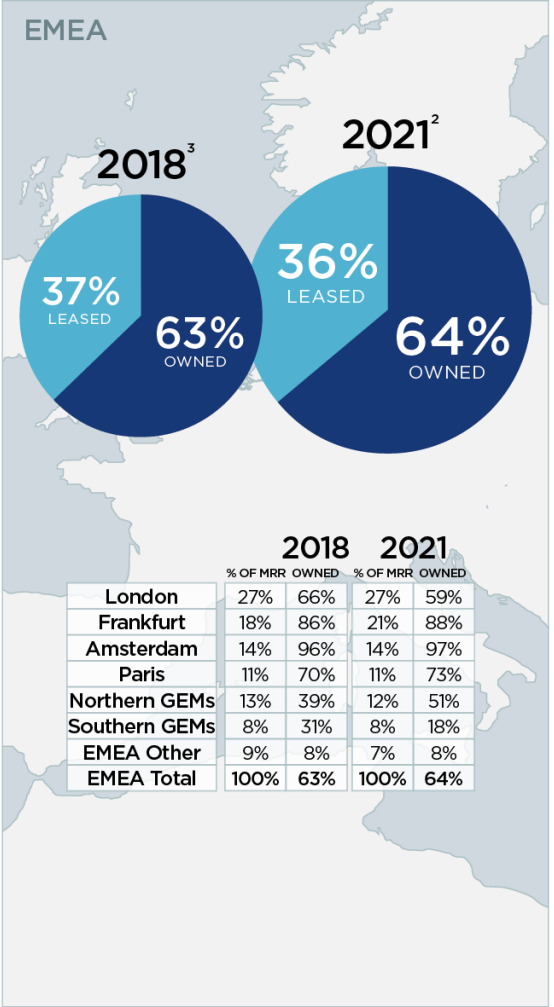 EMEA
2018³
2021²
37%
LEASED
63%
OWNED
36%
LEASED
64%
OWNED
2018 2021
% OF MRR OWNED % OF MRR OWNED
London 27% 66% 27% 59%
Frankfurt 18% 86% 21% 88%
Amsterdam 14% 96% 14% 97%
Paris 11% 70% 11% 73%
Northern GEMs 13% 39% 12% 51%
Southern GEMs 8% 31% 8% 18%
EMEA Other 9% 8% 7% 8%
EMEA Total 100% 63% 100% 64%